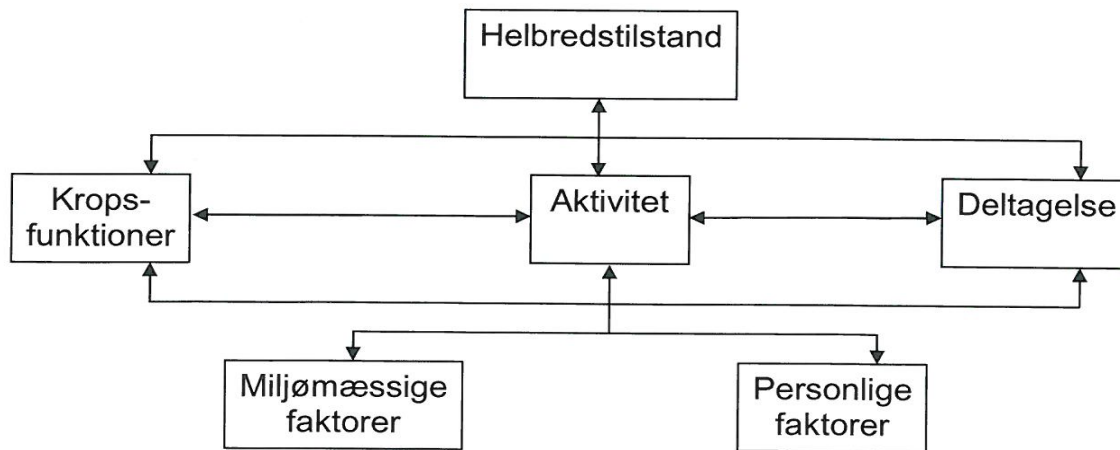 Helbredstilstand
Krops-
funktioner
Aktivitet
Deltagelse
Miljømæssige
faktorer
Personlige
faktorer